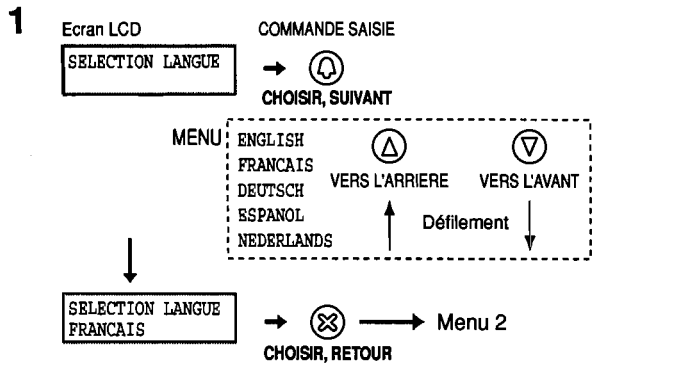 1
Ecran LCD
COMMANDE SAISIE
SELECTION LANGUE
CHOISIR, SUIVANT
MENU
ENGLISH
FRANCAIS
DEUTSCH
ESPANOL
NEDERLANDS
VERS L'ARRIERE
VERS L'AVANT
Défilement
SELECTION LANGUE
FRANCAIS
Menu 2
CHOISIR, RETOUR